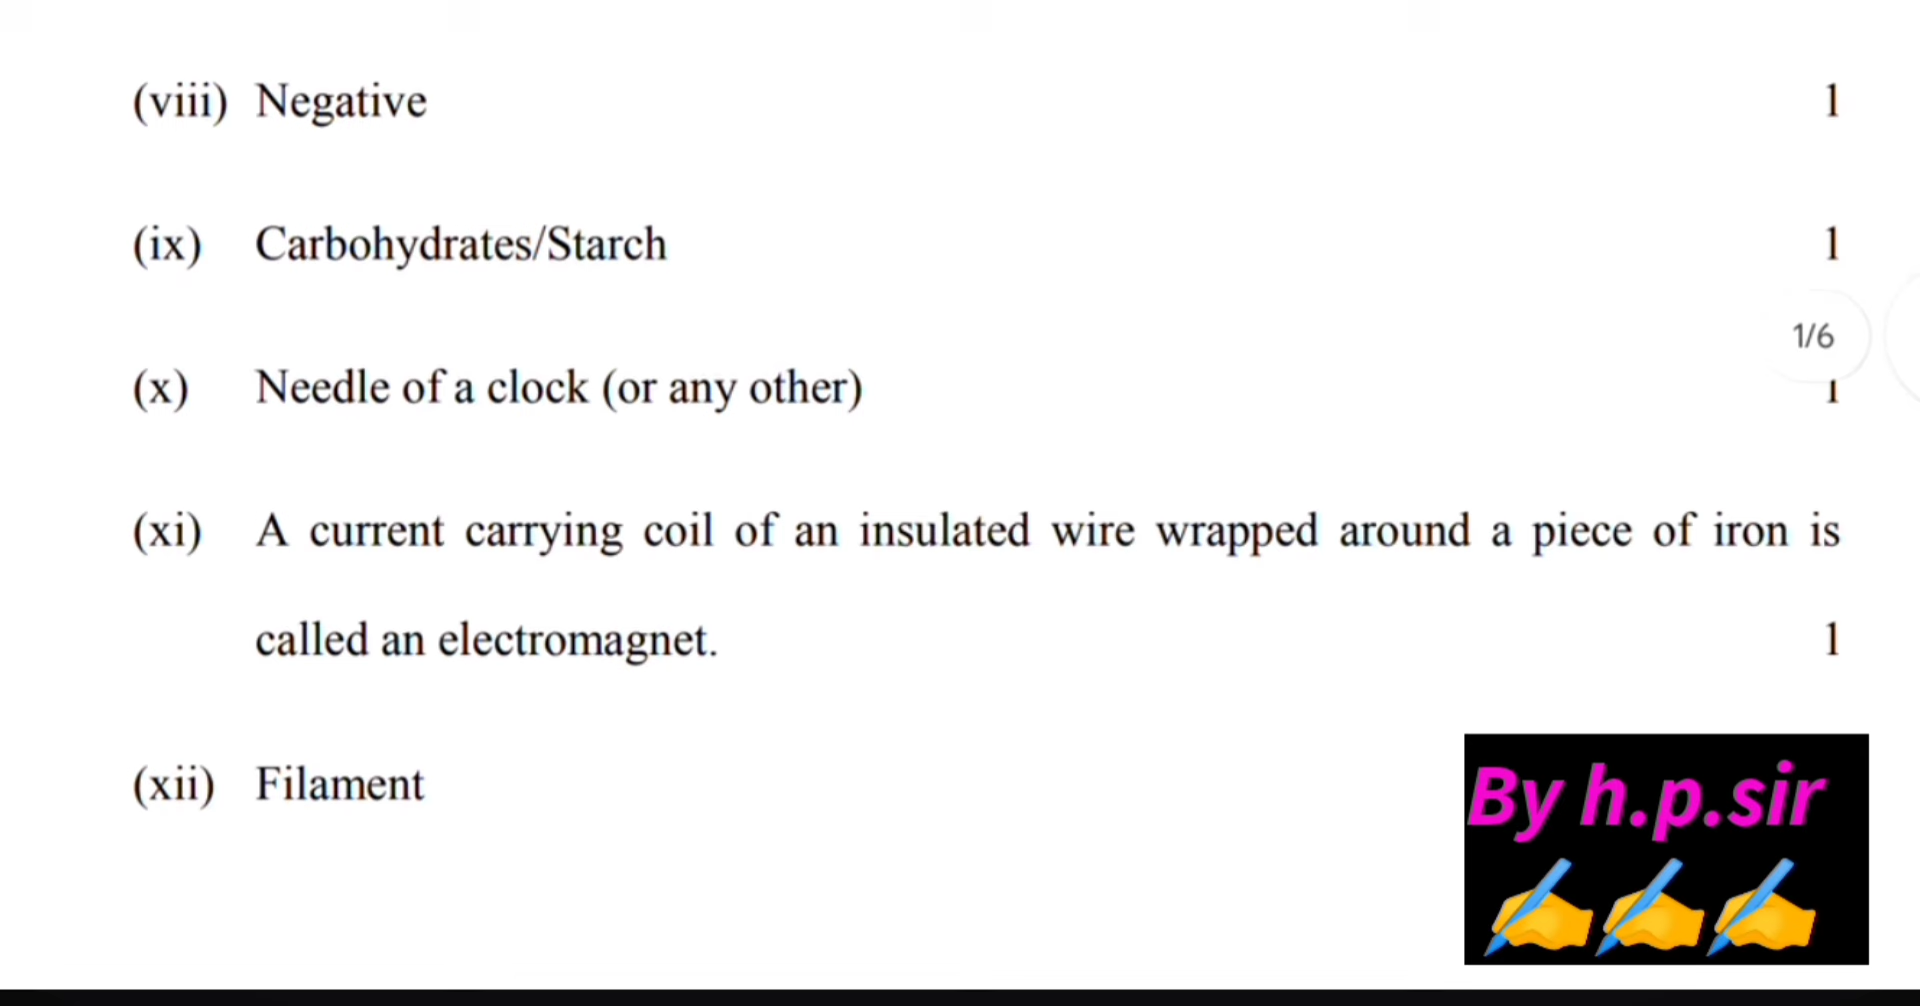 (viii) Negative 1
(ix) Carbohydrates/Starch 1
1/6
(x) Needle of a clock (or any other) 1
(xi) A current carrying coil of an insulated wire wrapped around a piece of iron is
called an electromagnet. 1
(xii) Filament
By h.p.sir